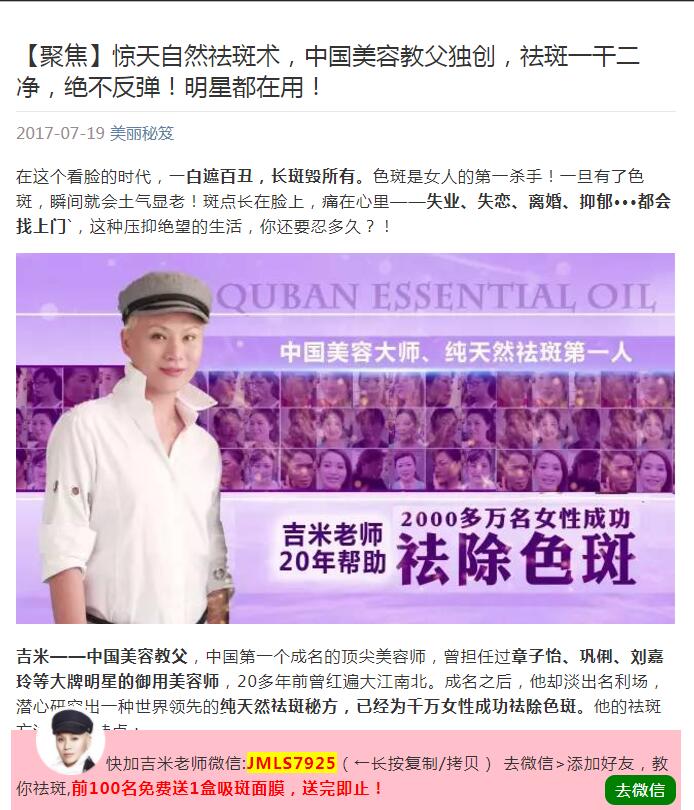 【聚焦】惊天自然祛斑术，中国美容教父独创，祛斑一干二
净，绝不反弹！明星都在用！
2017-07-19 美丽秘笈
在这个看脸的时代，一白遮百丑，长斑毁所有。色斑是女人的第一杀手！一旦有了色
斑，瞬间就会土气显老！斑点长在脸上，痛在心里——失业、失恋、离婚、抑郁•••都会
找上门`，这种压抑绝望的生活，你还要忍多久？！
QUBAN ESSENTIAL OIL
中国美容大师、纯天然祛斑第一人
吉米老师
20年帮助
2000多万名女性成功
祛除色斑
吉米——中国美容教父，中国第一个成名的顶尖美容师，曾担任过章子怡、巩俐、刘嘉
玲等大牌明星的御用美容师，20多年前曾红遍大江南北。成名之后，他却淡出名利场，
潜心研究出一种世界领先的纯天然祛斑秘方，已经为千万女性成功祛除色斑。他的祛斑
快加吉米老师微信:JMLS7925（←长按复制/拷贝） 去微信>添加好友，教
你祛斑,前100名免费送1盒吸斑面膜，送完即止！
去微信